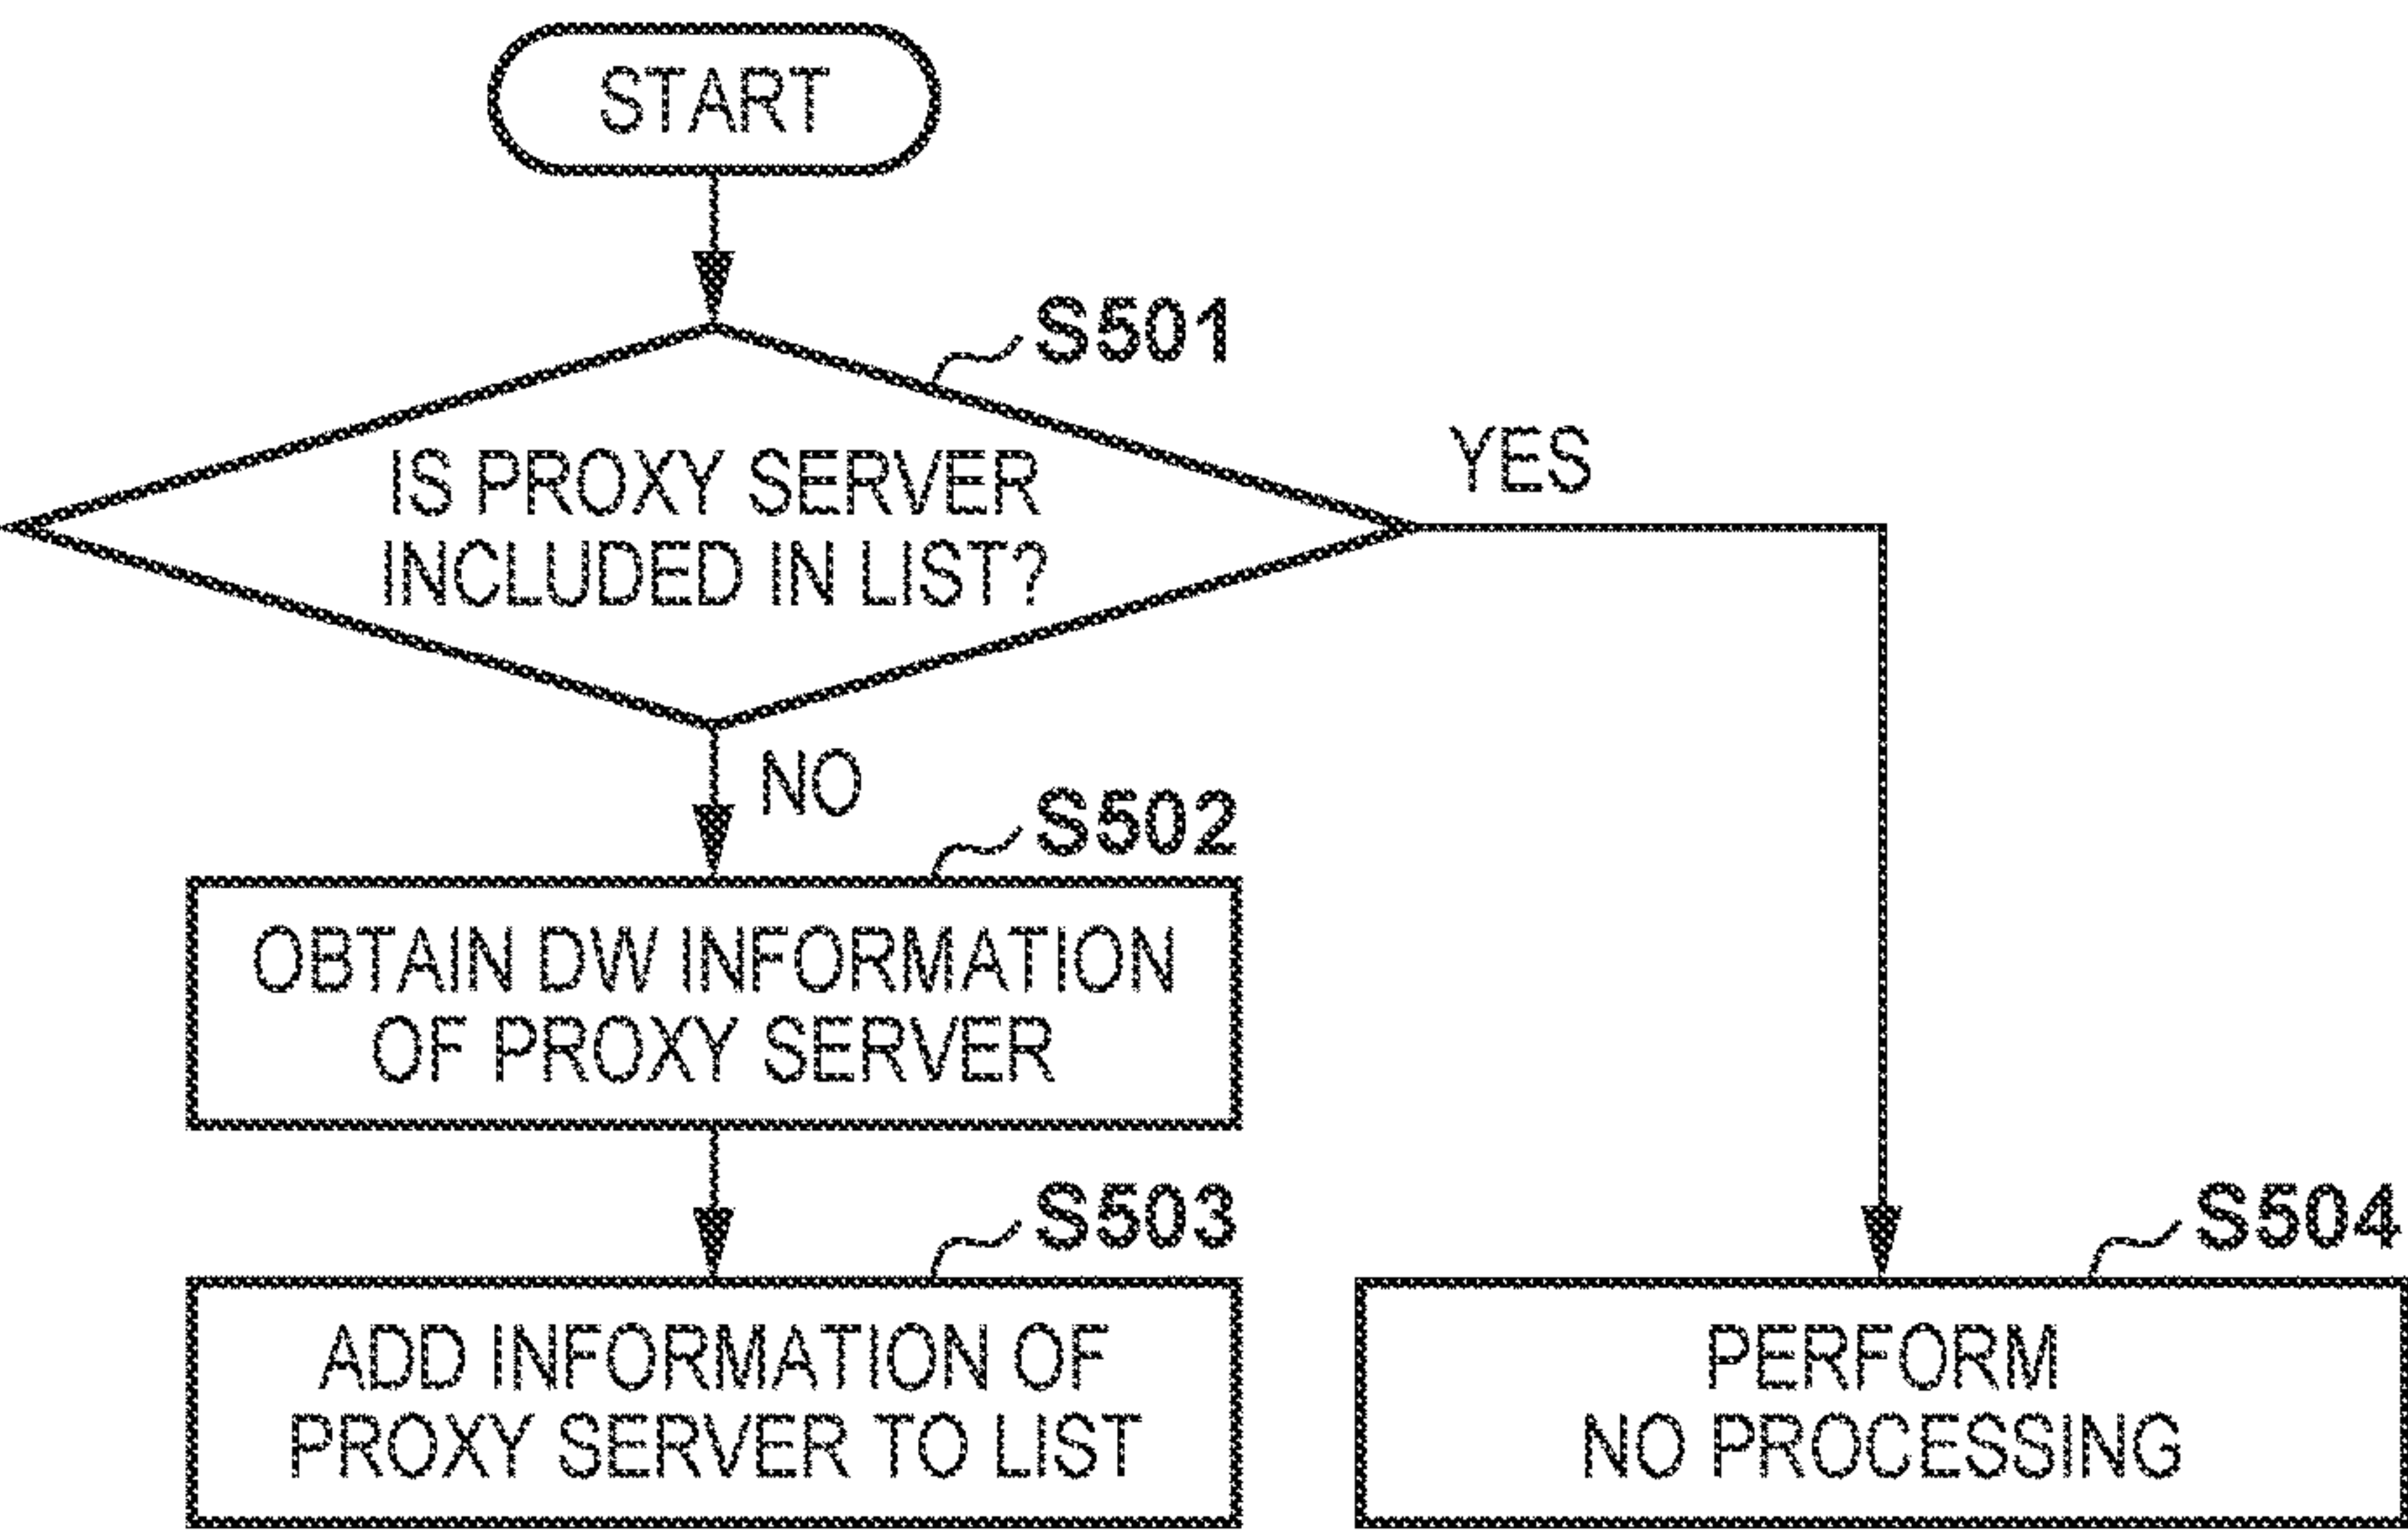 START
S501
IS PROXY SERVER
INCLUDED IN LIST?
YES
NO
S502
OBTAIN DW INFORMATION
OF PROXY SERVER
S503
ADD INFORMATION OF
PROXY SERVER TO LIST
S504
PERFORM
NO PROCESSING